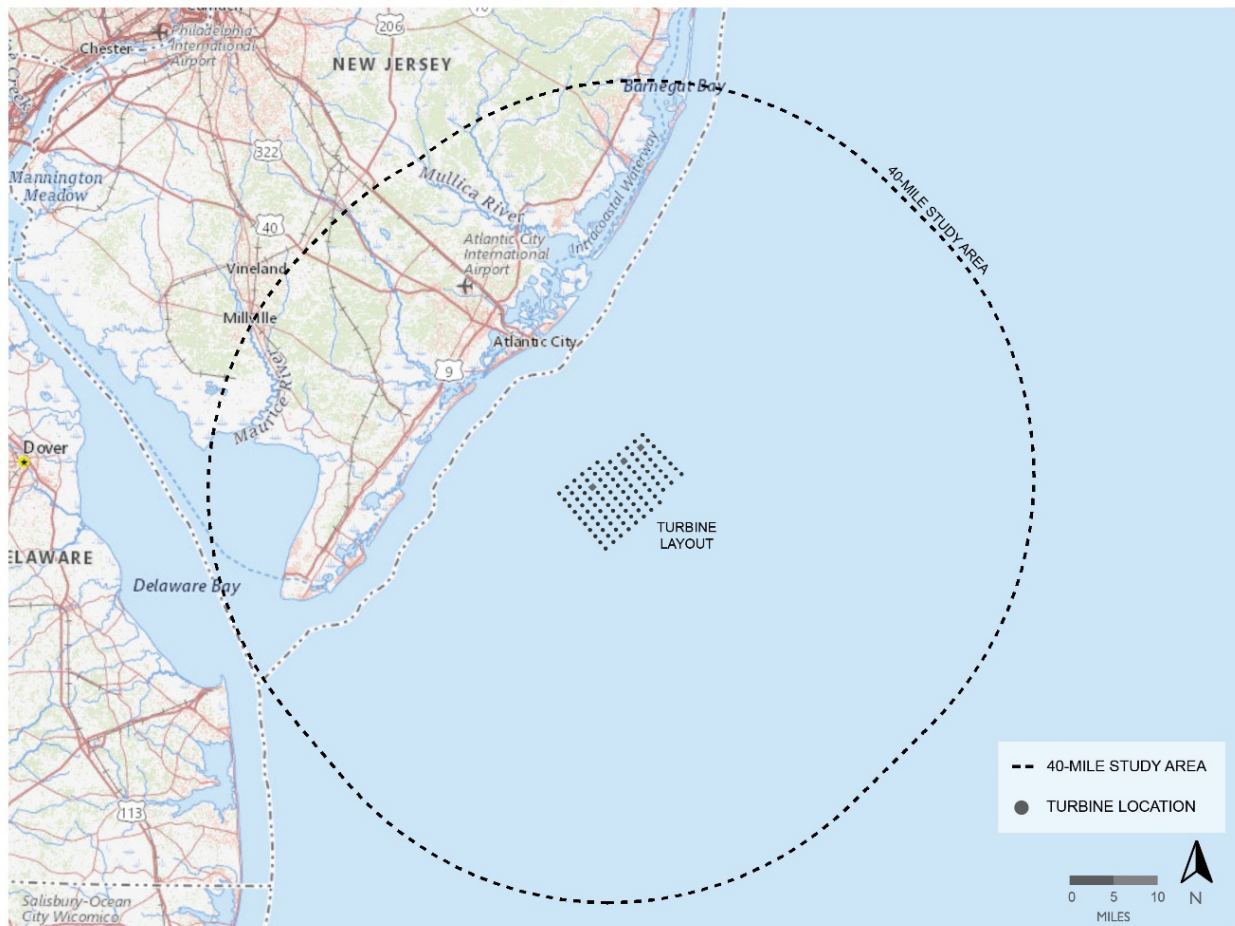 Camden
Chester
Philadelphia
International
Airport
206
70
NEW JERSEY
Barnegat Bay
322
Mannington
Meadow
Mullica River
Intracoastal Waterway
40-MILE STUDY AREA
40
Atlantic City
International
Airport
Vineland
Millville
Atlantic City
9
Maurice River
Dover
TURBINE
LAYOUT
ELAWARE
Delaware Bay
113
Salisbury-Ocean
City Wicomico
40-MILE STUDY AREA
TURBINE LOCATION
0 5 10
MILES
N